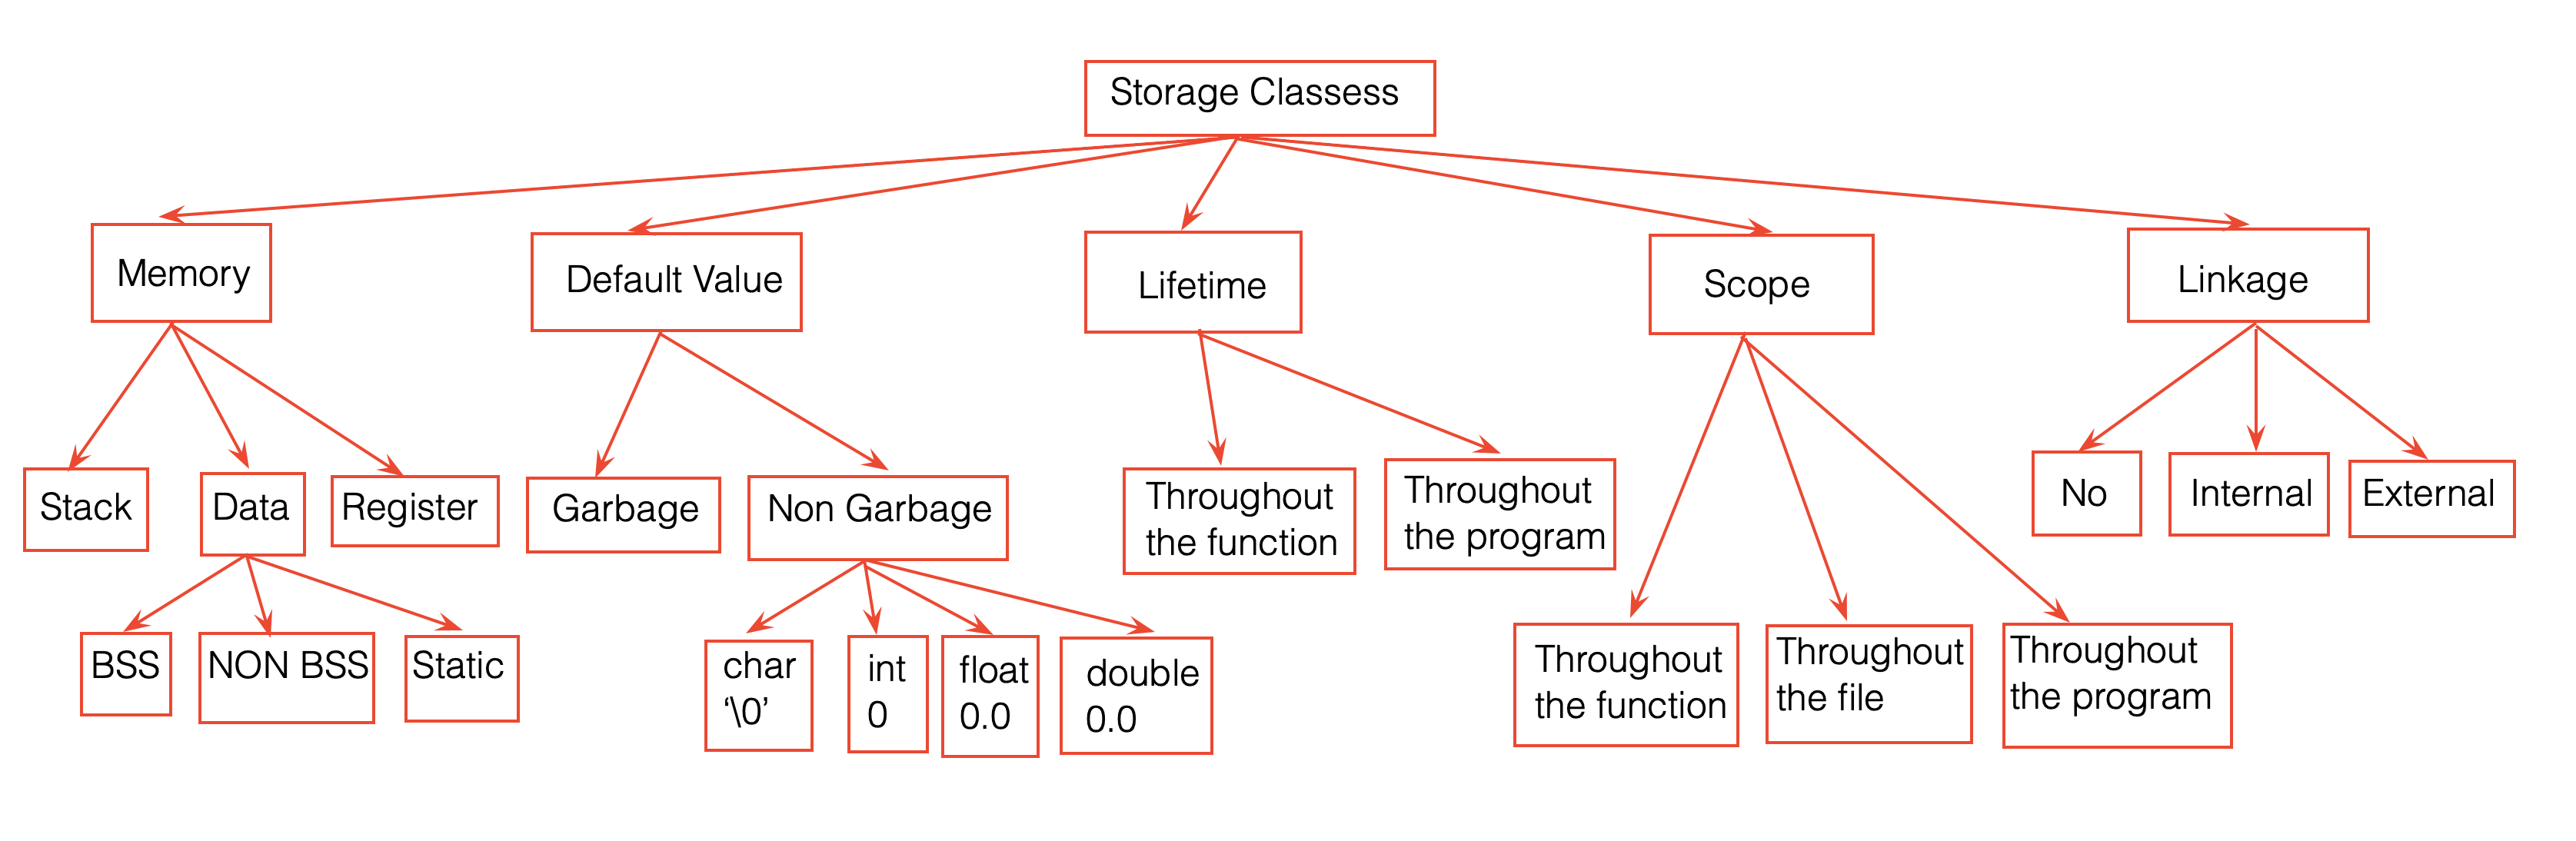 Storage Classess
Memory
Default Value
Lifetime
Scope
Linkage
Stack
Data
Register
Garbage
Non Garbage
Throughout
the function
Throughout
the program
No
Internal
External
BSS
NON BSS
Static
char
‘\0’
int
0
float
0.0
double
0.0
Throughout
the function
Throughout
the file
Throughout
the program